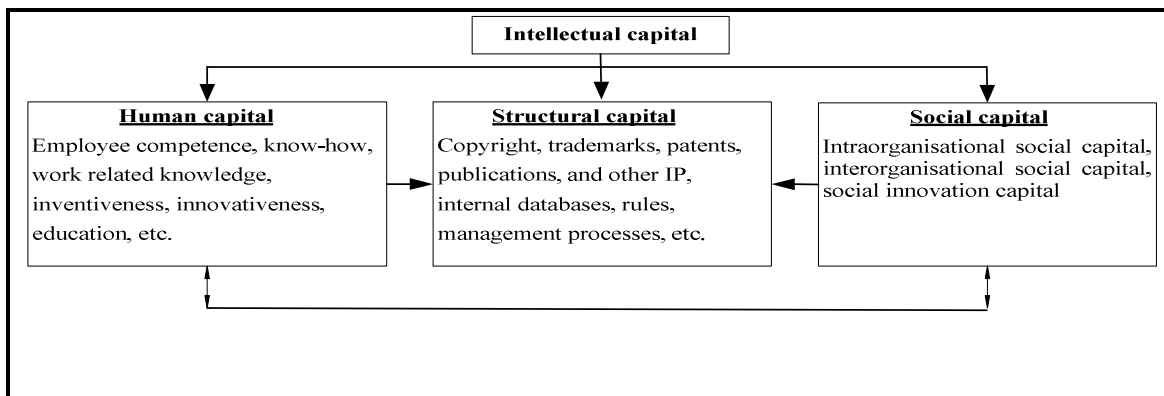 Intellectual capital
Human capital
Employee competence, know-how,
work related knowledge,
inventiveness, innovativeness,
education, etc.
Structural capital
Copyright, trademarks, patents,
publications, and other IP,
internal databases, rules,
management processes, etc.
Social capital
Intraorganisational social capital,
interorganisational social capital,
social innovation capital